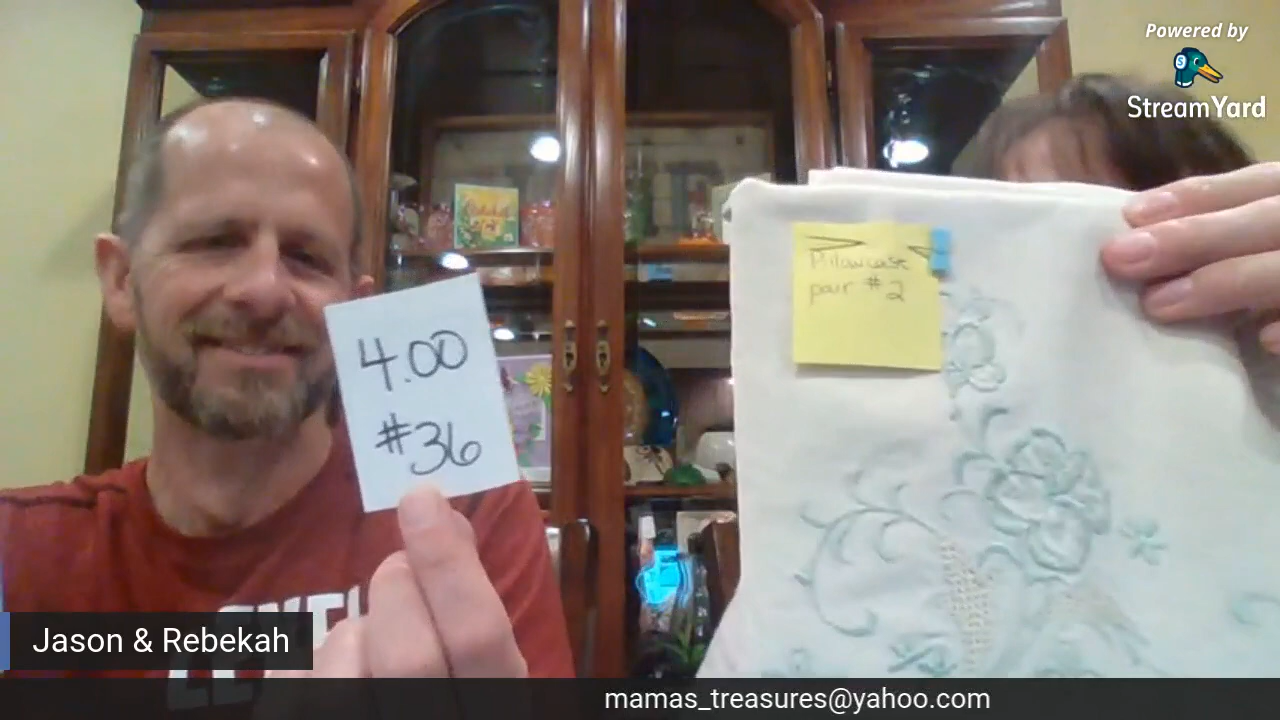 Powered by
StreamYard
4.00
#36
Pillowcase
pair #2
Jason & Rebekah
mamas_treasures@yahoo.com